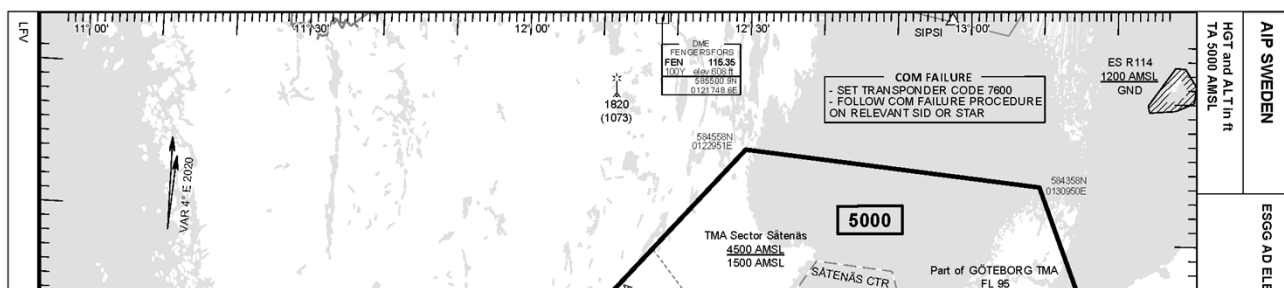 LFV
11°00'
11°30'
12°00'
12°30'
13°00'
SIPSI
DME
FENGERSFORS
FEN 115.35
100Y elev 608 ft
585500.9N
0121748.6E
1820
(1073)
COM FAILURE
- SET TRANSPONDER CODE 7600
- FOLLOW COM FAILURE PROCEDURE
ON RELEVANT SID OR STAR
ES R114
1200 AMSL
GND
584558N
0122951E
584358N
0130950E
VAR 4° E 2020
5000
TMA Sector Såtenäs
4500 AMSL
1500 AMSL
SÅTENÄS CTR
Part of GÖTEBORG TMA
FL 95
AIP SWEDEN
HGT and ALT in ft
TA 5000 AMSL
ESGG AD ELE